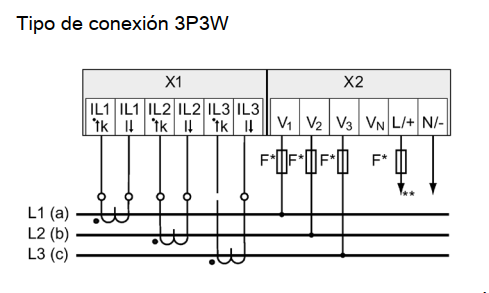 Tipo de conexión 3P3W
X1 X2
IL1 IL1 IL2 IL2 IL3 IL3 V1 V2 V3 VN L/+ N/-
k l k l k l
F* F* F* F*
**
L1 (a)
L2 (b)
L3 (c)